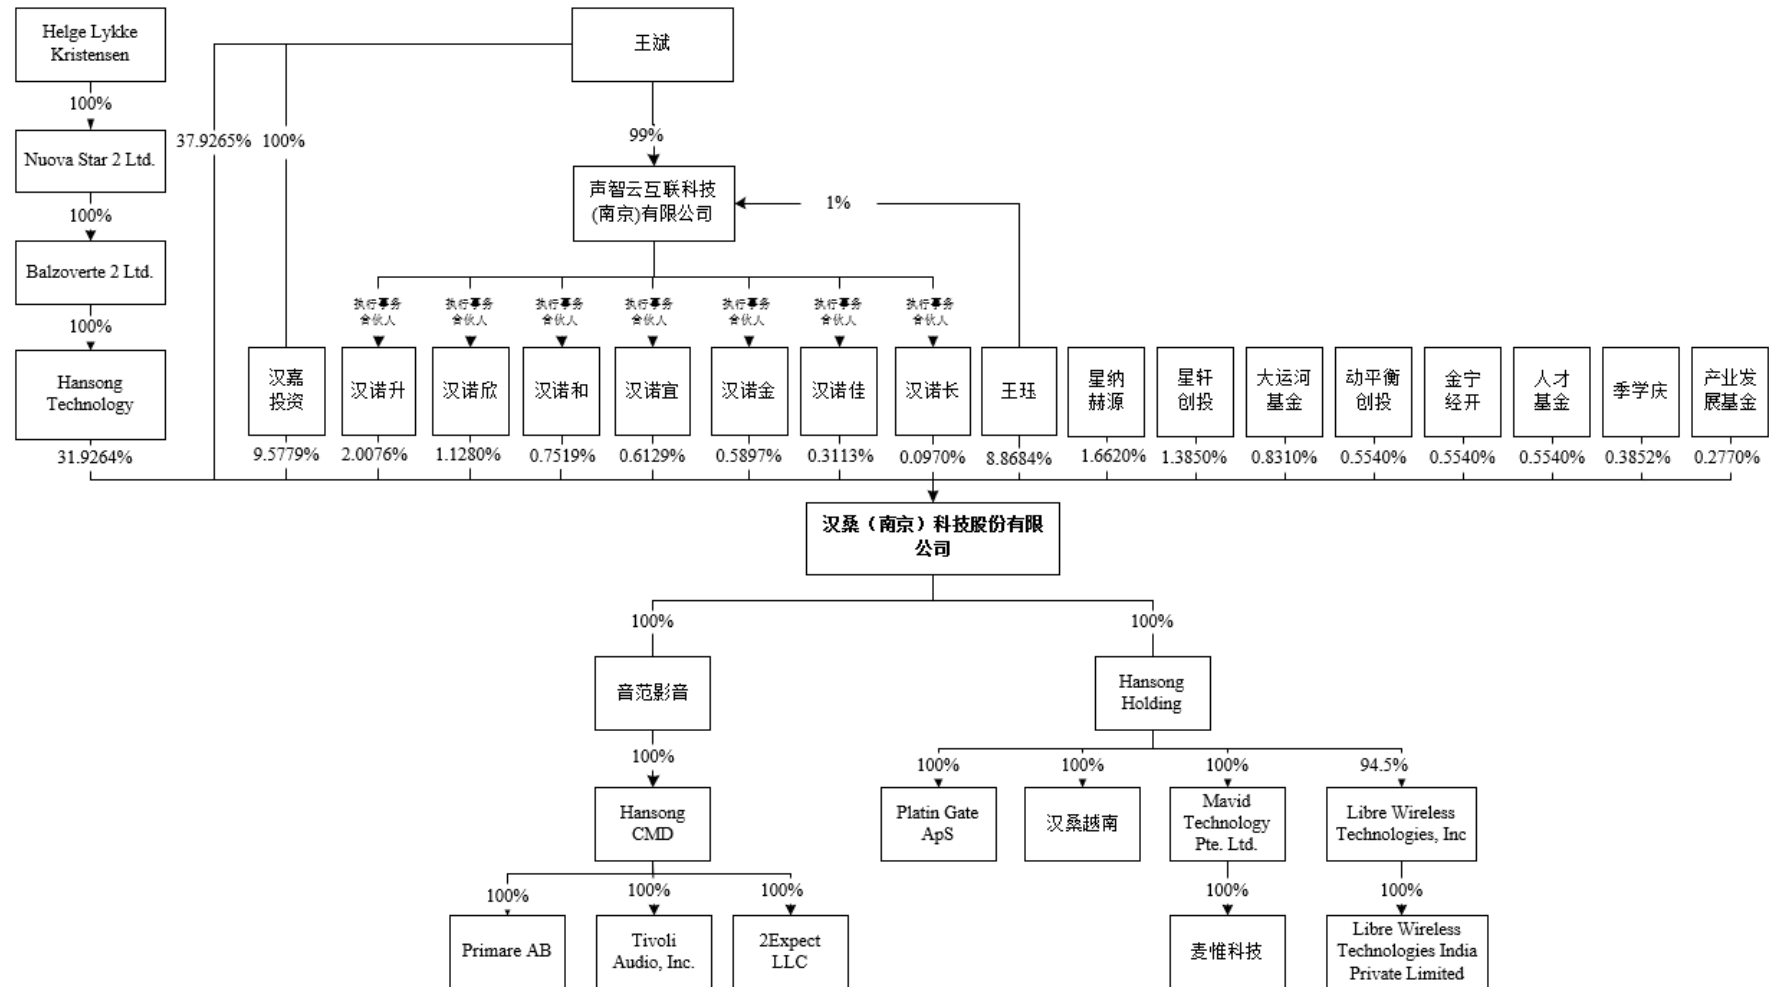 Helge Lykke
Kristensen
王斌
100%
37.9265%
100%
99%
Nuova Star 2 Ltd.
声智云互联科技
(南京)有限公司
1%
100%
Balzoverte 2 Ltd.
执行事务
合伙人
执行事务
合伙人
执行事务
合伙人
执行事务
合伙人
执行事务
合伙人
执行事务
合伙人
执行事务
合伙人
100%
Hansong
Technology
汉嘉
投资
汉诺升
汉诺欣
汉诺和
汉诺宜
汉诺金
汉诺佳
汉诺长
王珏
星纳
赫源
星轩
创投
大运河
基金
动平衡
创投
金宁
经开
人才
基金
季学庆
产业发
展基金
31.9264%
9.5779%
2.0076%
1.1280%
0.7519%
0.6129%
0.5897%
0.3113%
0.0970%
8.8684%
1.6620%
1.3850%
0.8310%
0.5540%
0.5540%
0.5540%
0.3852%
0.2770%
汉桑（南京）科技股份有限
公司
100%
100%
音范影音
Hansong
Holding
100%
100%
100%
100%
94.5%
Hansong
CMD
Platin Gate
ApS
汉桑越南
Mavid
Technology
Pte. Ltd.
Libre Wireless
Technologies, Inc
100%
100%
100%
100%
100%
Primare AB
Tivoli
Audio, Inc.
2Expect
LLC
麦惟科技
Libre Wireless
Technologies India
Private Limited